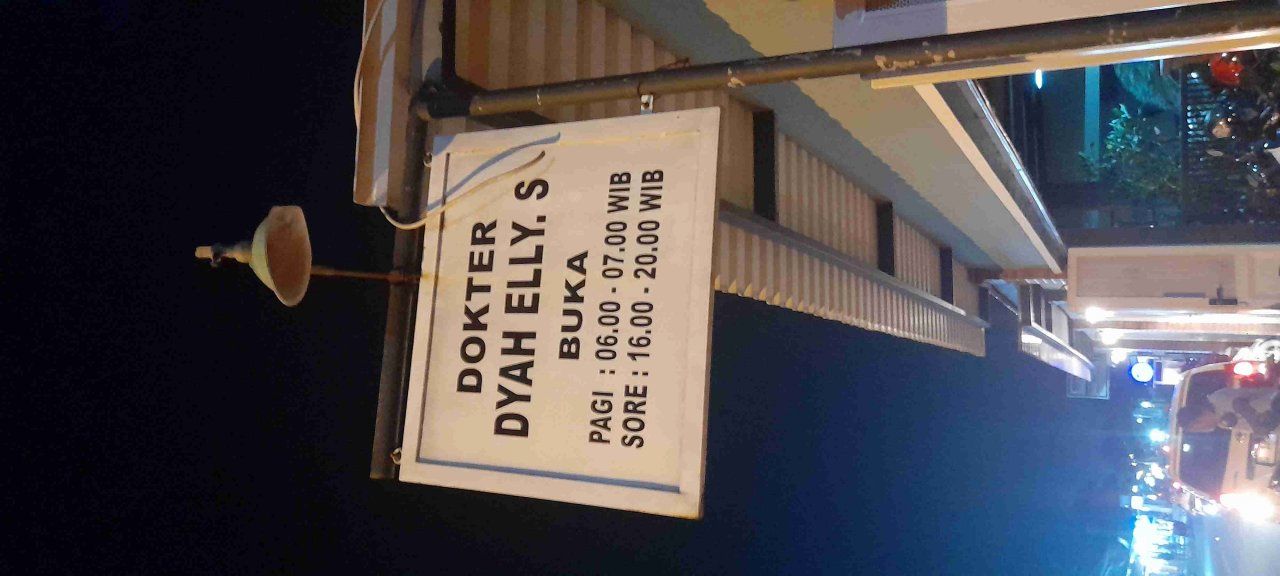 DOKTER
DYAH ELLY. S
BUKA
PAGI : 06.00 - 07.00 WIB
SORE : 16.00 - 20.00 WIB